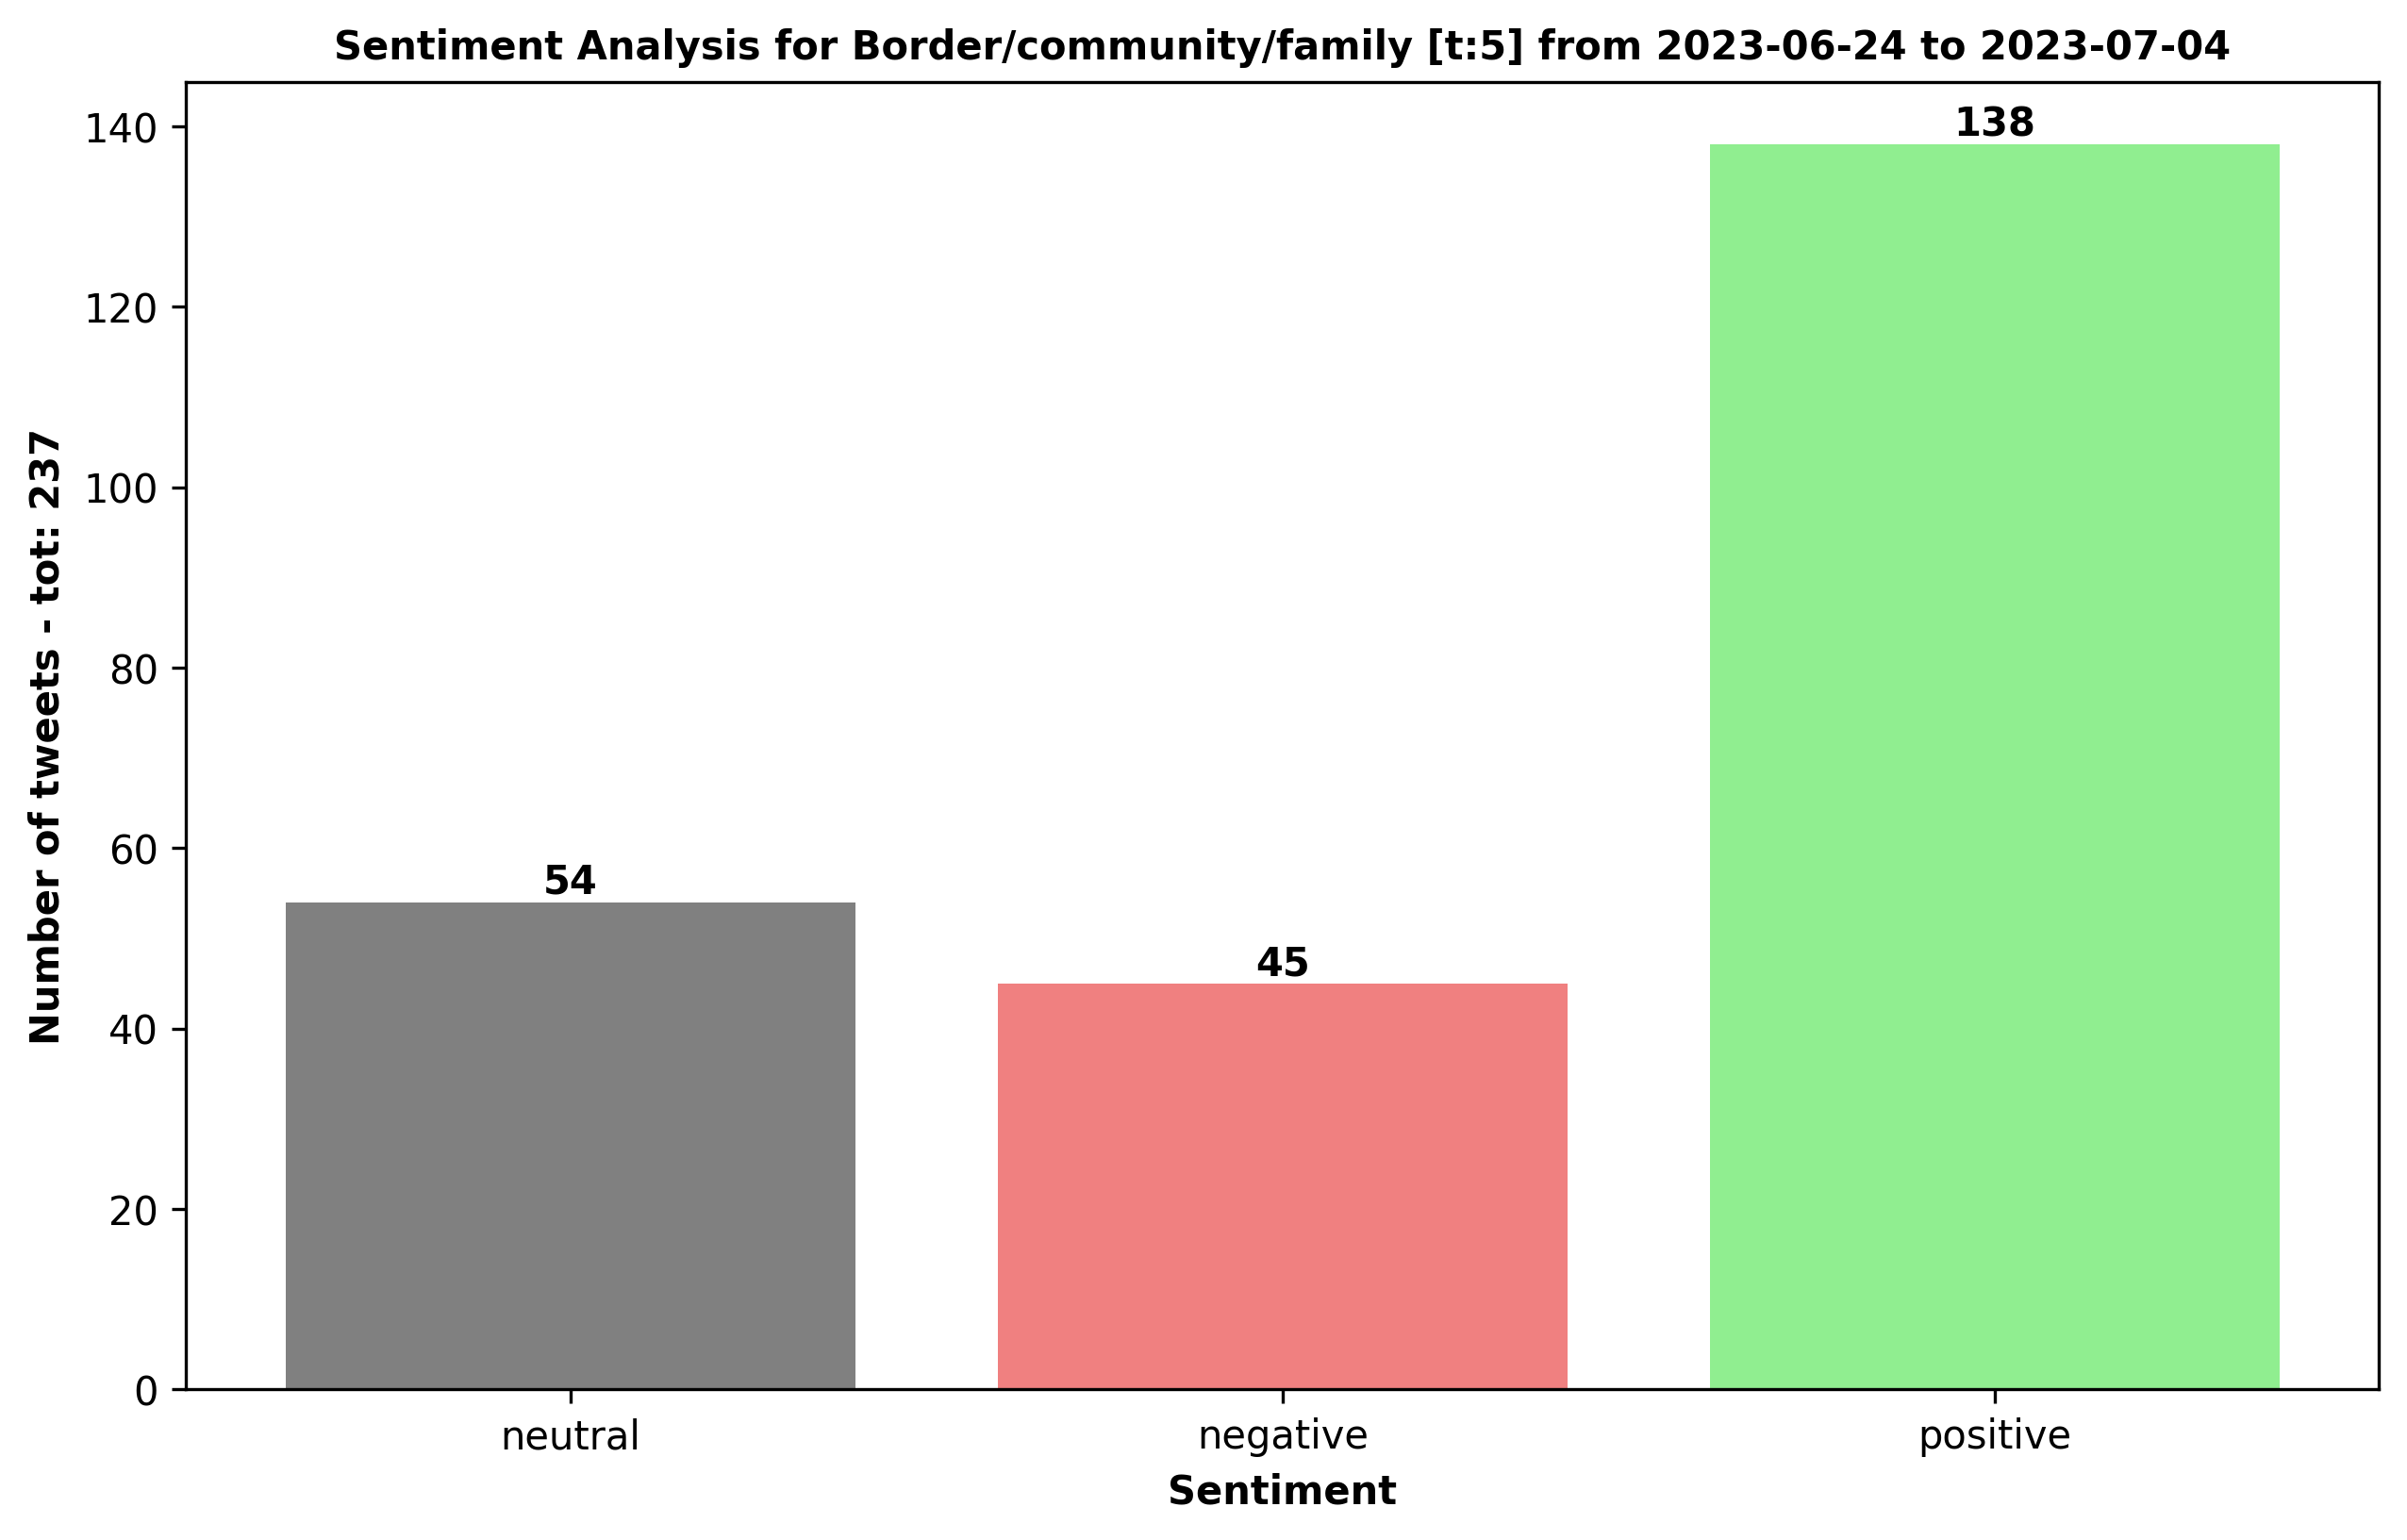 Sentiment Analysis for Border/community/family [t:5] from 2023-06-24 to 2023-07-04
Number of tweets - tot: 237
140
120
100
80
60
40
20
0
54
45
138
neutral
negative
positive
Sentiment